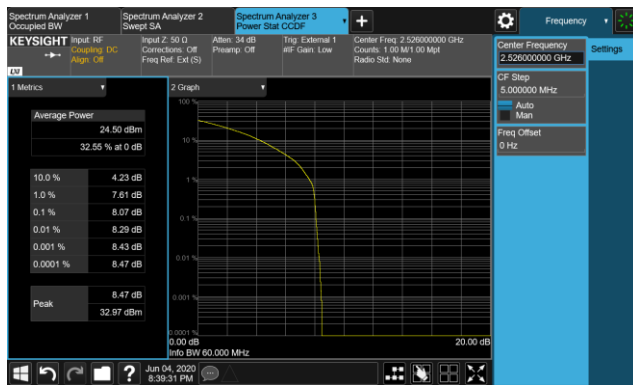 Spectrum Analyzer 1
Occupied BW
Spectrum Analyzer 2
Swept SA
Spectrum Analyzer 3
Power Stat CCDF
Frequency
KEYSIGHT
Input: RF
Coupling: DC
Align: Off
Input Z: 50 Ω
Corrections: Off
Freq Ref: Ext (S)
Atten: 34 dB
Preamp: Off
Trig: External 1
#IF Gain: Low
Center Freq: 2.526000000 GHz
Counts: 1.00 M/1.00 Mpt
Radio Std: None
LXI
Center Frequency
2.526000000 GHz
Settings
CF Step
5.000000 MHz
Auto
Man
Freq Offset
0 Hz
1 Metrics
Average Power
24.50 dBm
32.55 % at 0 dB
10.0 % 4.23 dB
1.0 % 7.61 dB
0.1 % 8.07 dB
0.01 % 8.29 dB
0.001 % 8.43 dB
0.0001 % 8.47 dB
Peak
8.47 dB
32.97 dBm
2 Graph
100 %
10 %
1 %
0.1 %
0.01 %
0.001 %
0.0001 %
0.00 dB
20.00 dB
Info BW 60.000 MHz
?
Jun 04, 2020
8:39:31 PM